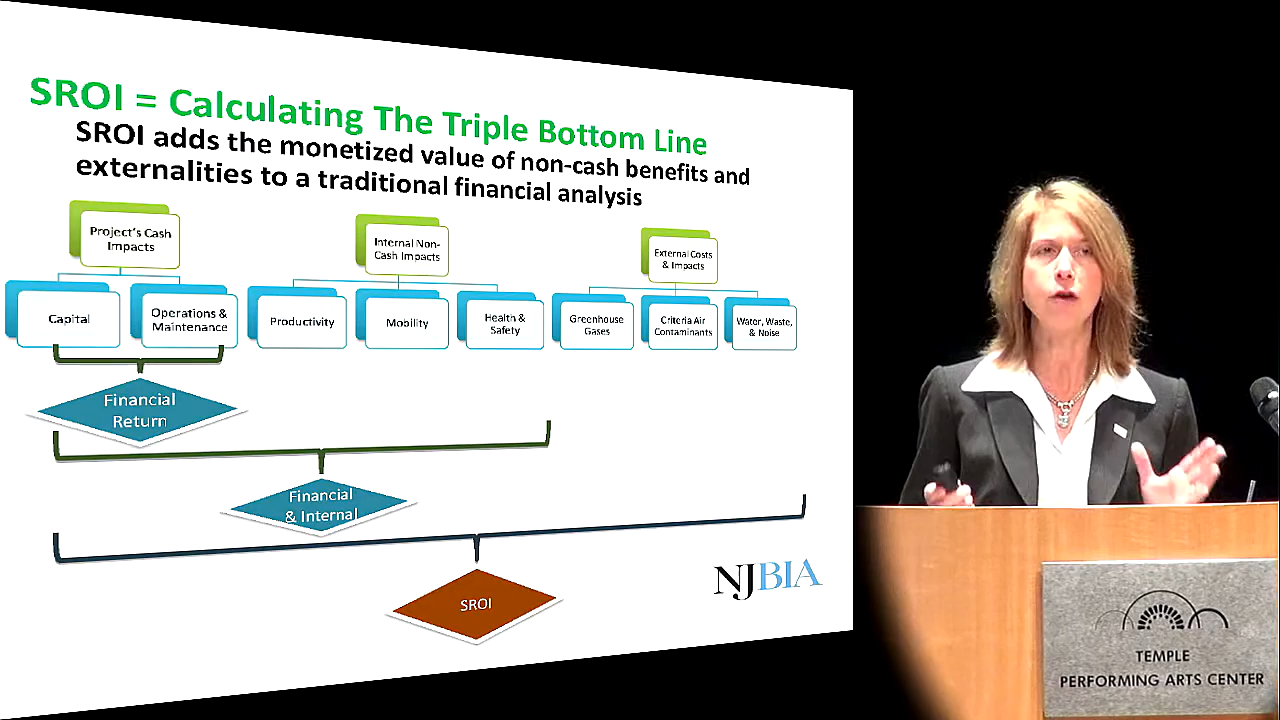 SROI = Calculating The Triple Bottom Line
SROI adds the monetized value of non-cash benefits and
externalities to a traditional financial analysis
Project's Cash
Impacts
Internal Non-
Cash Impacts
External Costs
& Impacts
Capital
Operations &
Maintenance
Productivity
Mobility
Health &
Safety
Greenhouse
Gases
Criteria Air
Contaminants
Water, Waste,
& Noise
Financial
Return
Financial
& Internal
SROI
NJBIA
TEMPLE
PERFORMING ARTS CENTER